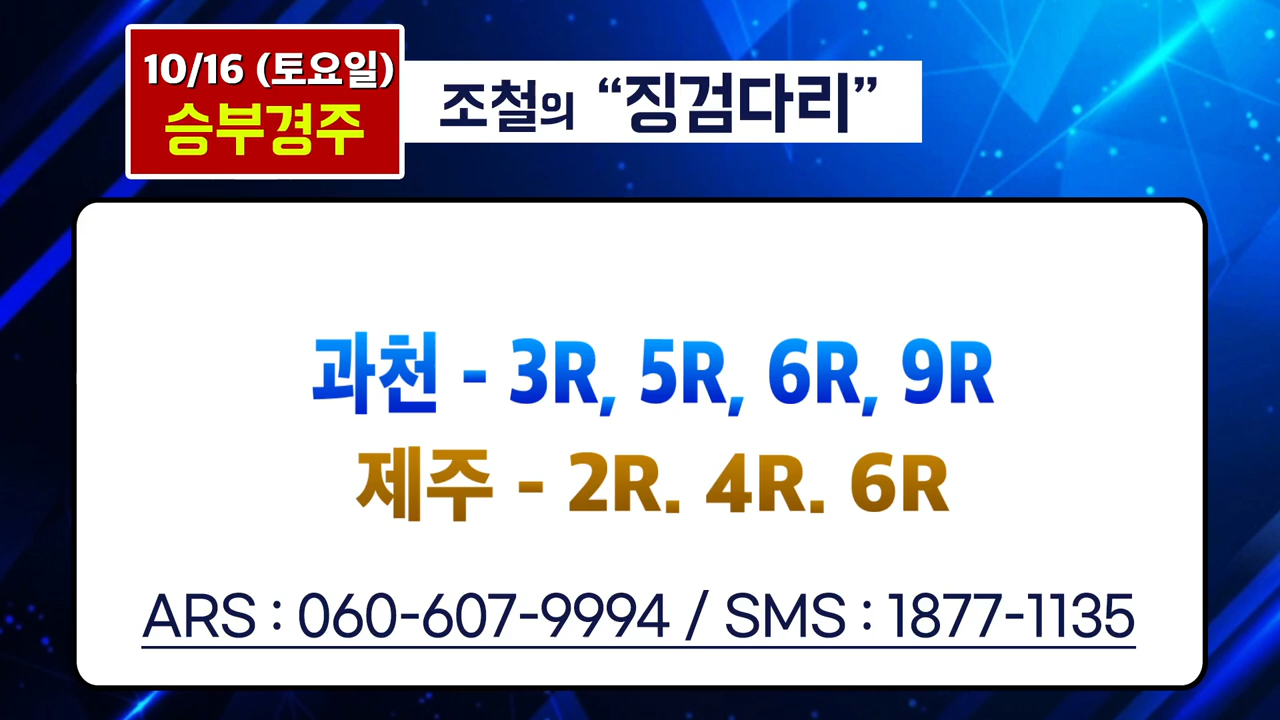 10/16 (토요일)
승부경주
조철의 “징검다리”
과천 - 3R, 5R, 6R, 9R
제주 - 2R. 4R. 6R
ARS : 060-607-9994 / SMS : 1877-1135